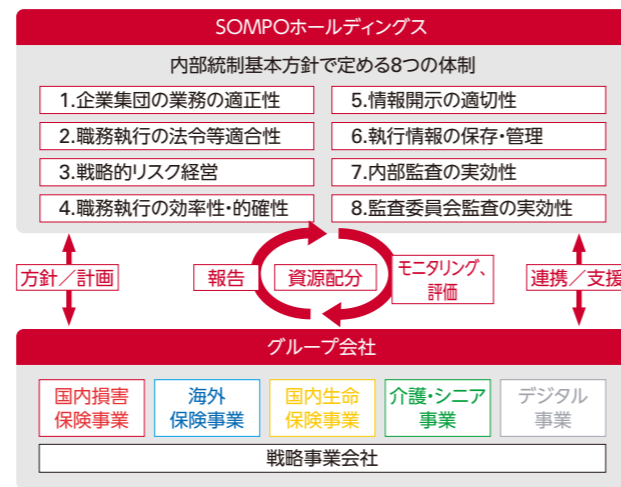 SOMPOホールディングス
内部統制基本方針で定める8つの体制
1.企業集団の業務の適正性
5.情報開示の適切性
2.職務執行の法令等適合性
6.執行情報の保存・管理
3.戦略的リスク経営
7.内部監査の実効性
4.職務執行の効率性・的確性
8.監査委員会監査の実効性
方針／計画
報告
資源配分
モニタリング、
評価
連携／支援
グループ会社
国内損害
保険事業
海外
保険事業
国内生命
保険事業
介護・シニア
事業
デジタル
事業
戦略事業会社